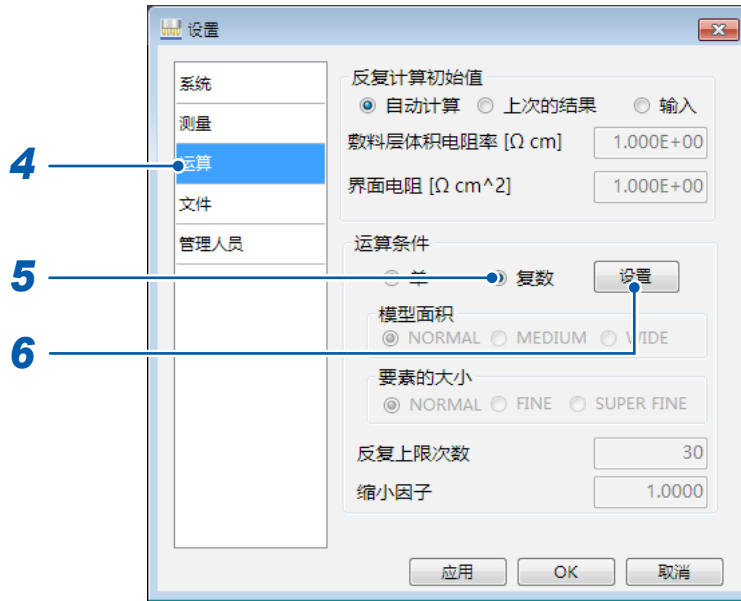 设置
系统
测量
运算
文件
管理人员
反复计算初始值
自动计算 上次的结果 输入
敷料层体积电阻率 [Ω cm] 1.000E+00
界面电阻 [Ω cm^2] 1.000E+00
运算条件
单 复数 设置
模型面积
NORMAL MEDIUM WIDE
要素的大小
NORMAL FINE SUPER FINE
反复上限次数 30
缩小因子 1.0000
应用 OK 取消
4
5
6